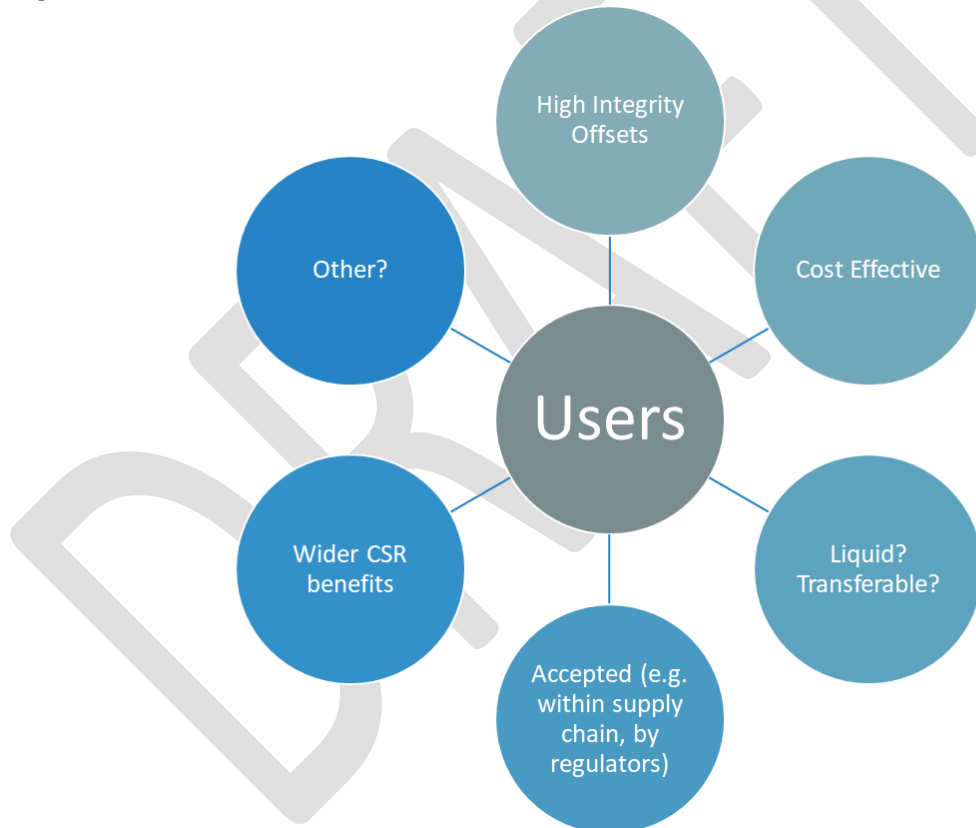 High Integrity
Offsets
Other?
Cost Effective
Users
Wider CSR
benefits
Liquid?
Transferable?
Accepted (e.g.
within supply
chain, by
regulators)
DRAFT